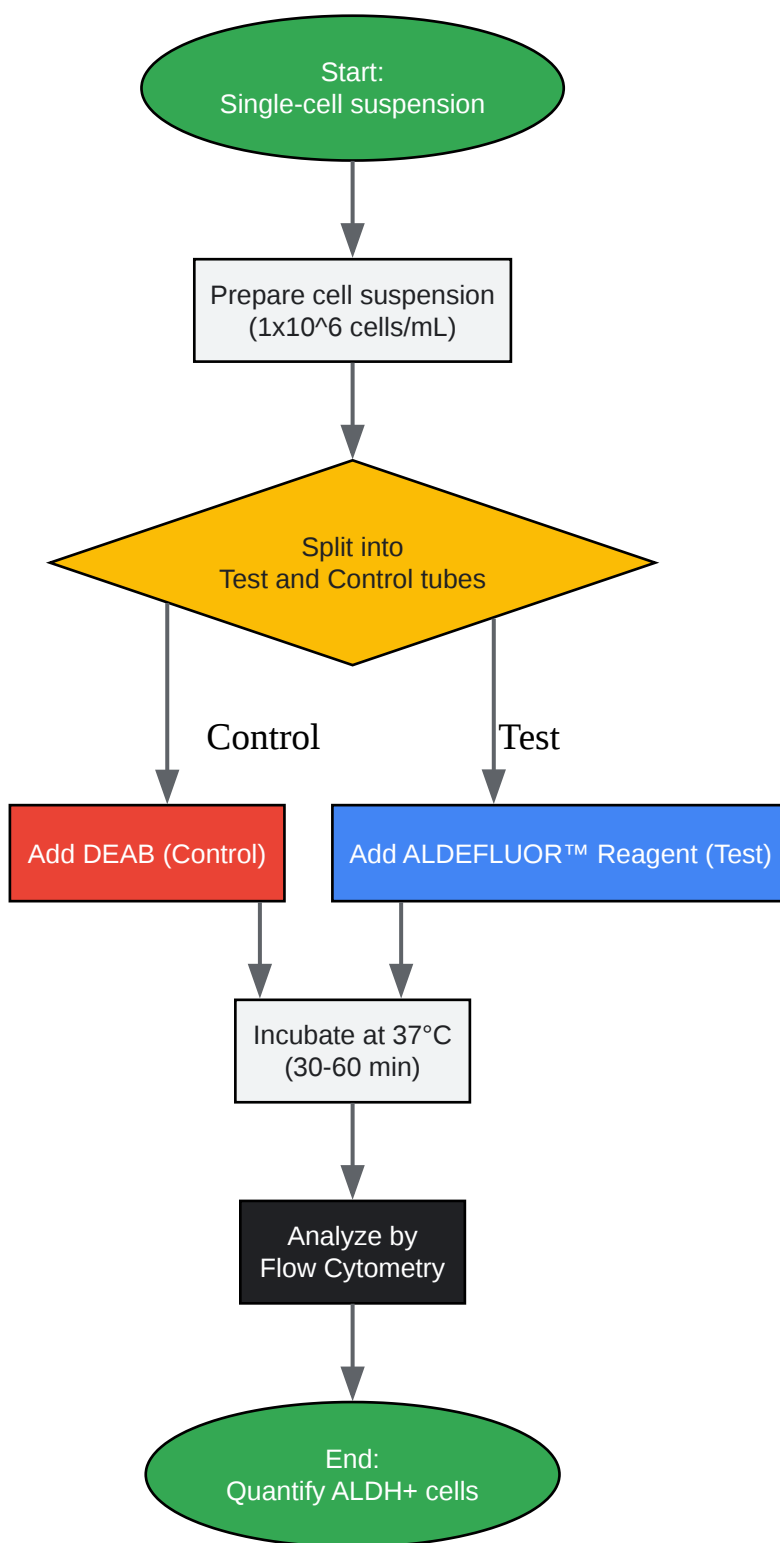 Start:
Single-cell suspension
Prepare cell suspension
(1x10^6 cells/mL)
Split into
Test and Control tubes
Control
Test
Add DEAB (Control)
Add ALDEFLUOR™ Reagent (Test)
Incubate at 37°C
(30-60 min)
Analyze by
Flow Cytometry
End:
Quantify ALDH+ cells